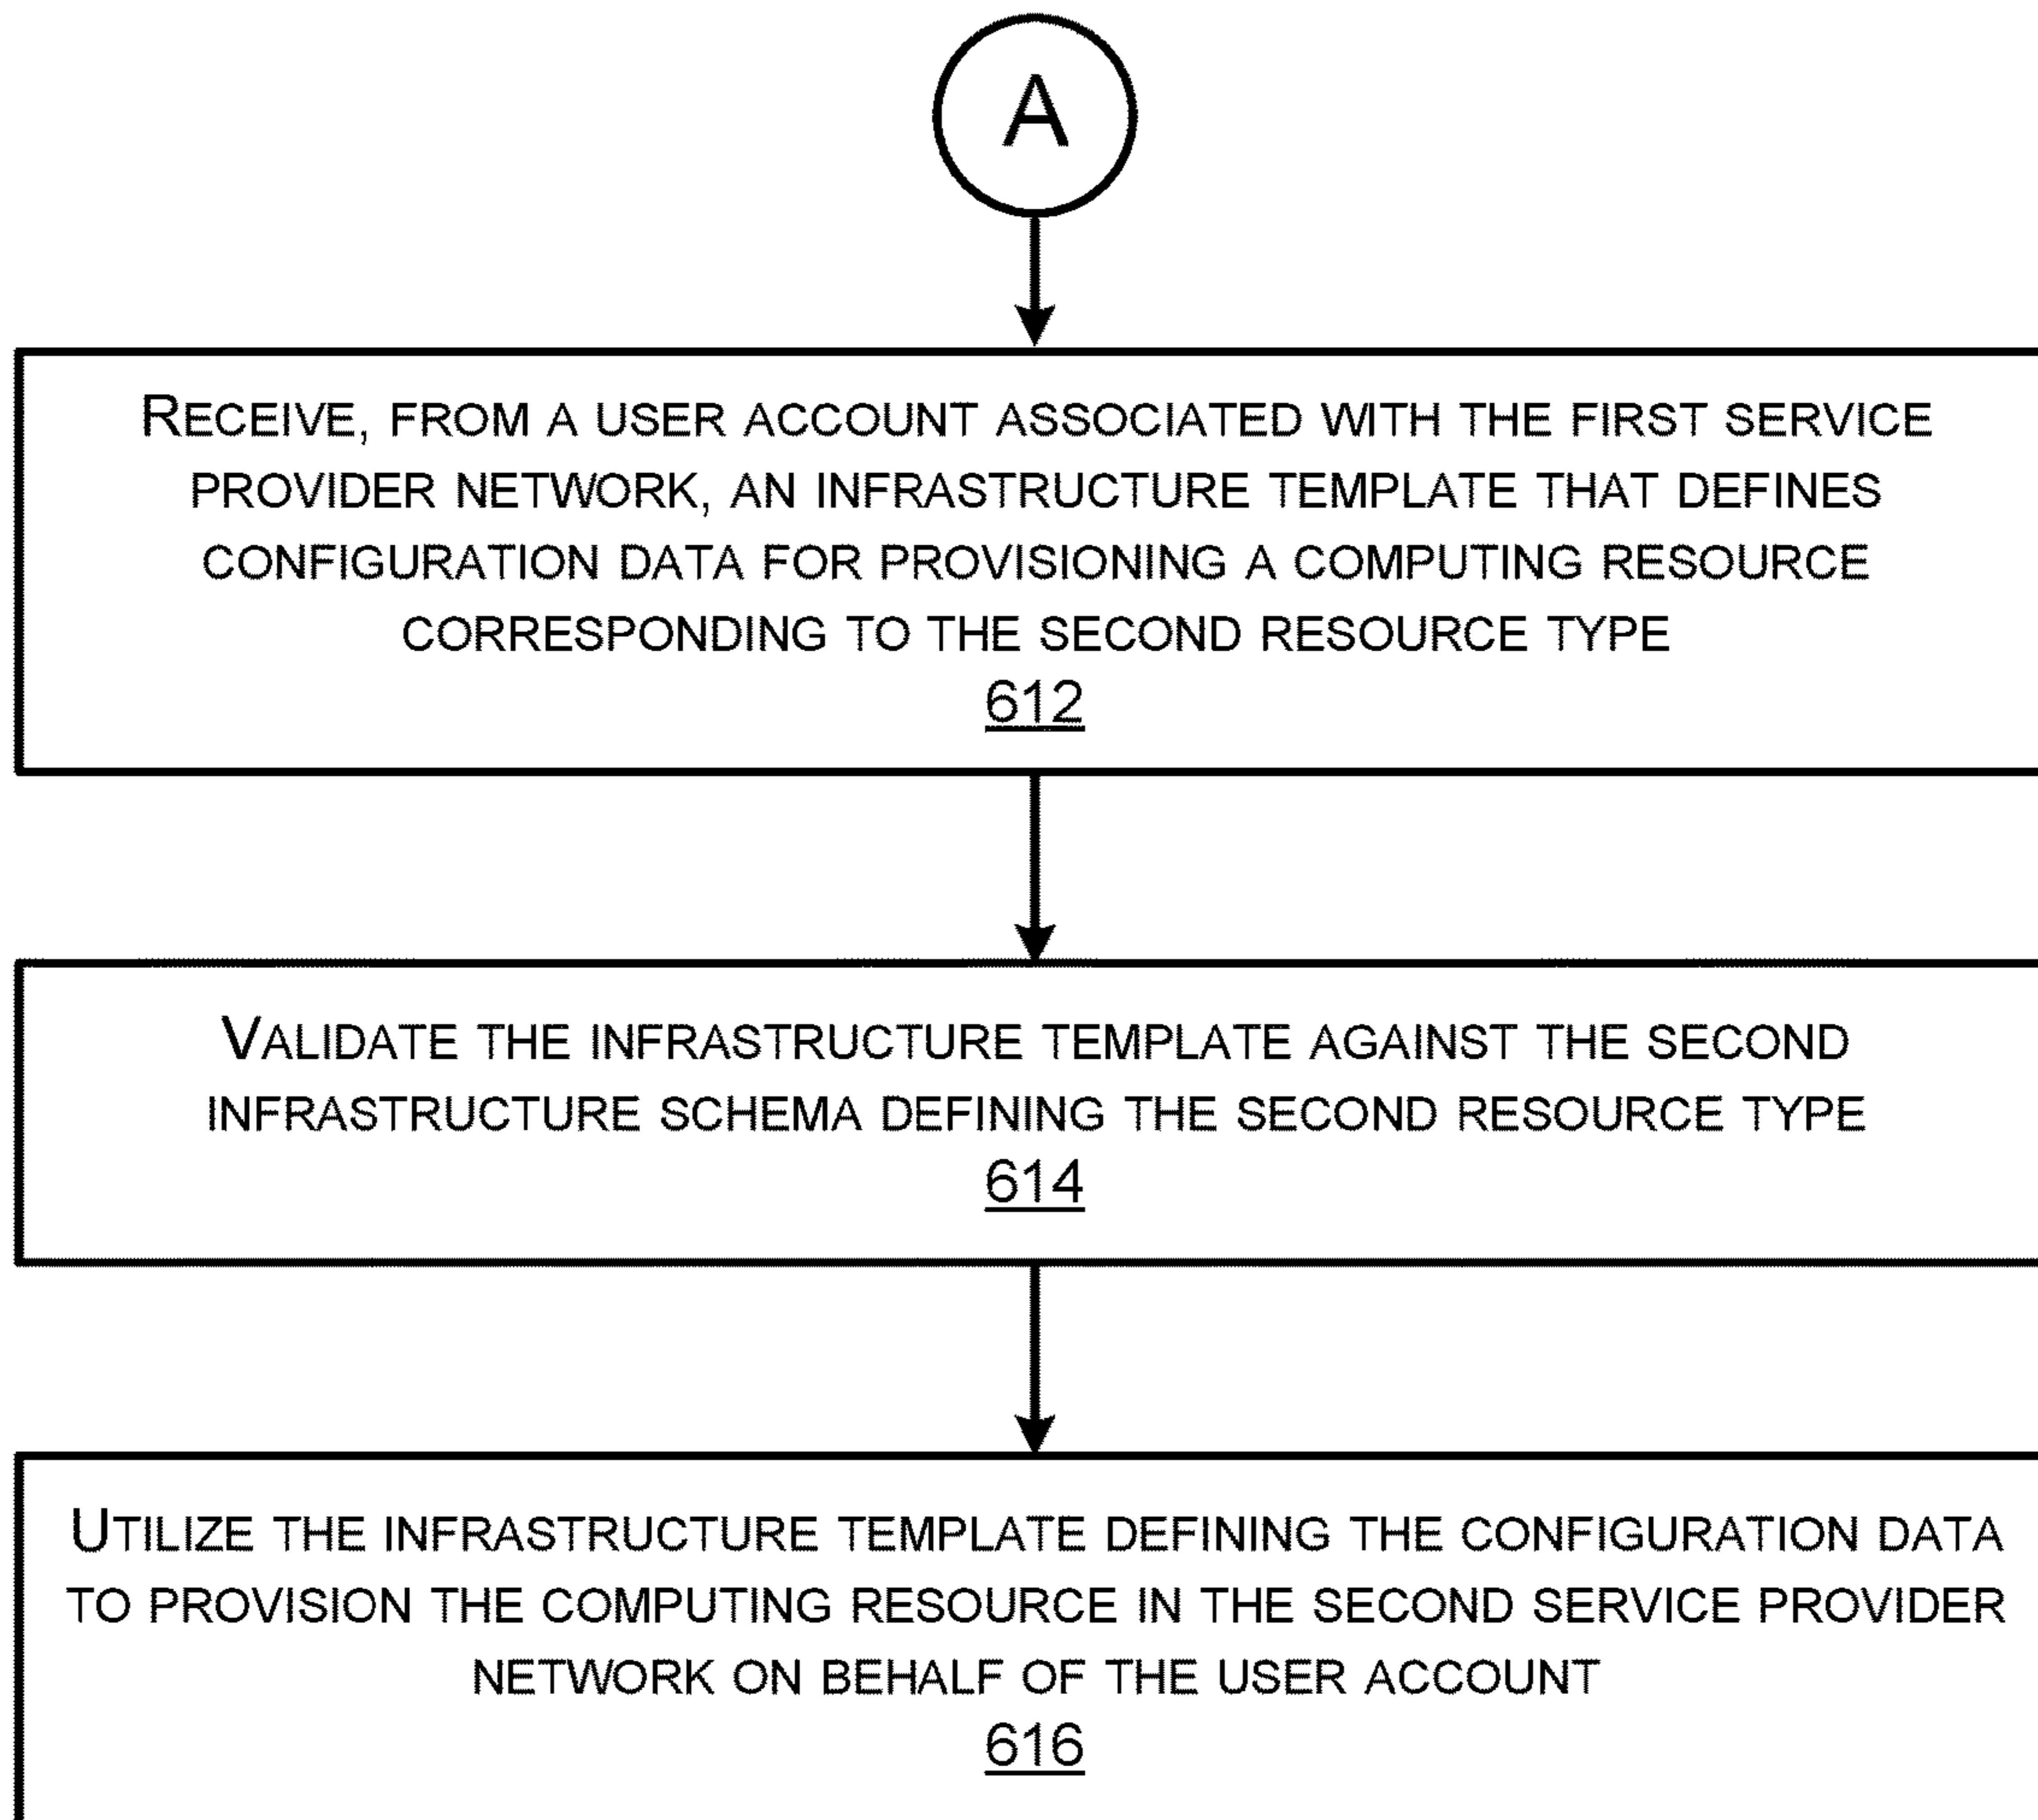 A
RECEIVE, FROM A USER ACCOUNT ASSOCIATED WITH THE FIRST SERVICE
PROVIDER NETWORK, AN INFRASTRUCTURE TEMPLATE THAT DEFINES
CONFIGURATION DATA FOR PROVISIONING A COMPUTING RESOURCE
CORRESPONDING TO THE SECOND RESOURCE TYPE
612
VALIDATE THE INFRASTRUCTURE TEMPLATE AGAINST THE SECOND
INFRASTRUCTURE SCHEMA DEFINING THE SECOND RESOURCE TYPE
614
UTILIZE THE INFRASTRUCTURE TEMPLATE DEFINING THE CONFIGURATION DATA
TO PROVISION THE COMPUTING RESOURCE IN THE SECOND SERVICE PROVIDER
NETWORK ON BEHALF OF THE USER ACCOUNT
616